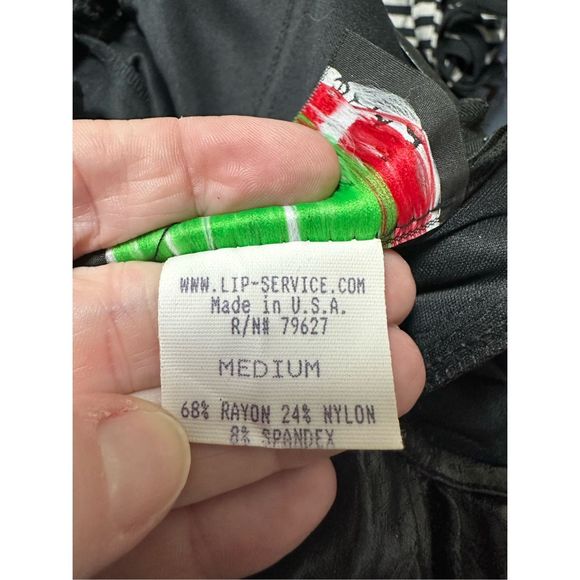 WWW.LIP-SERVICE.COM
Made in U.S.A.
R/N# 79627
MEDIUM
68% RAYON 24% NYLON
8% SPANDEX